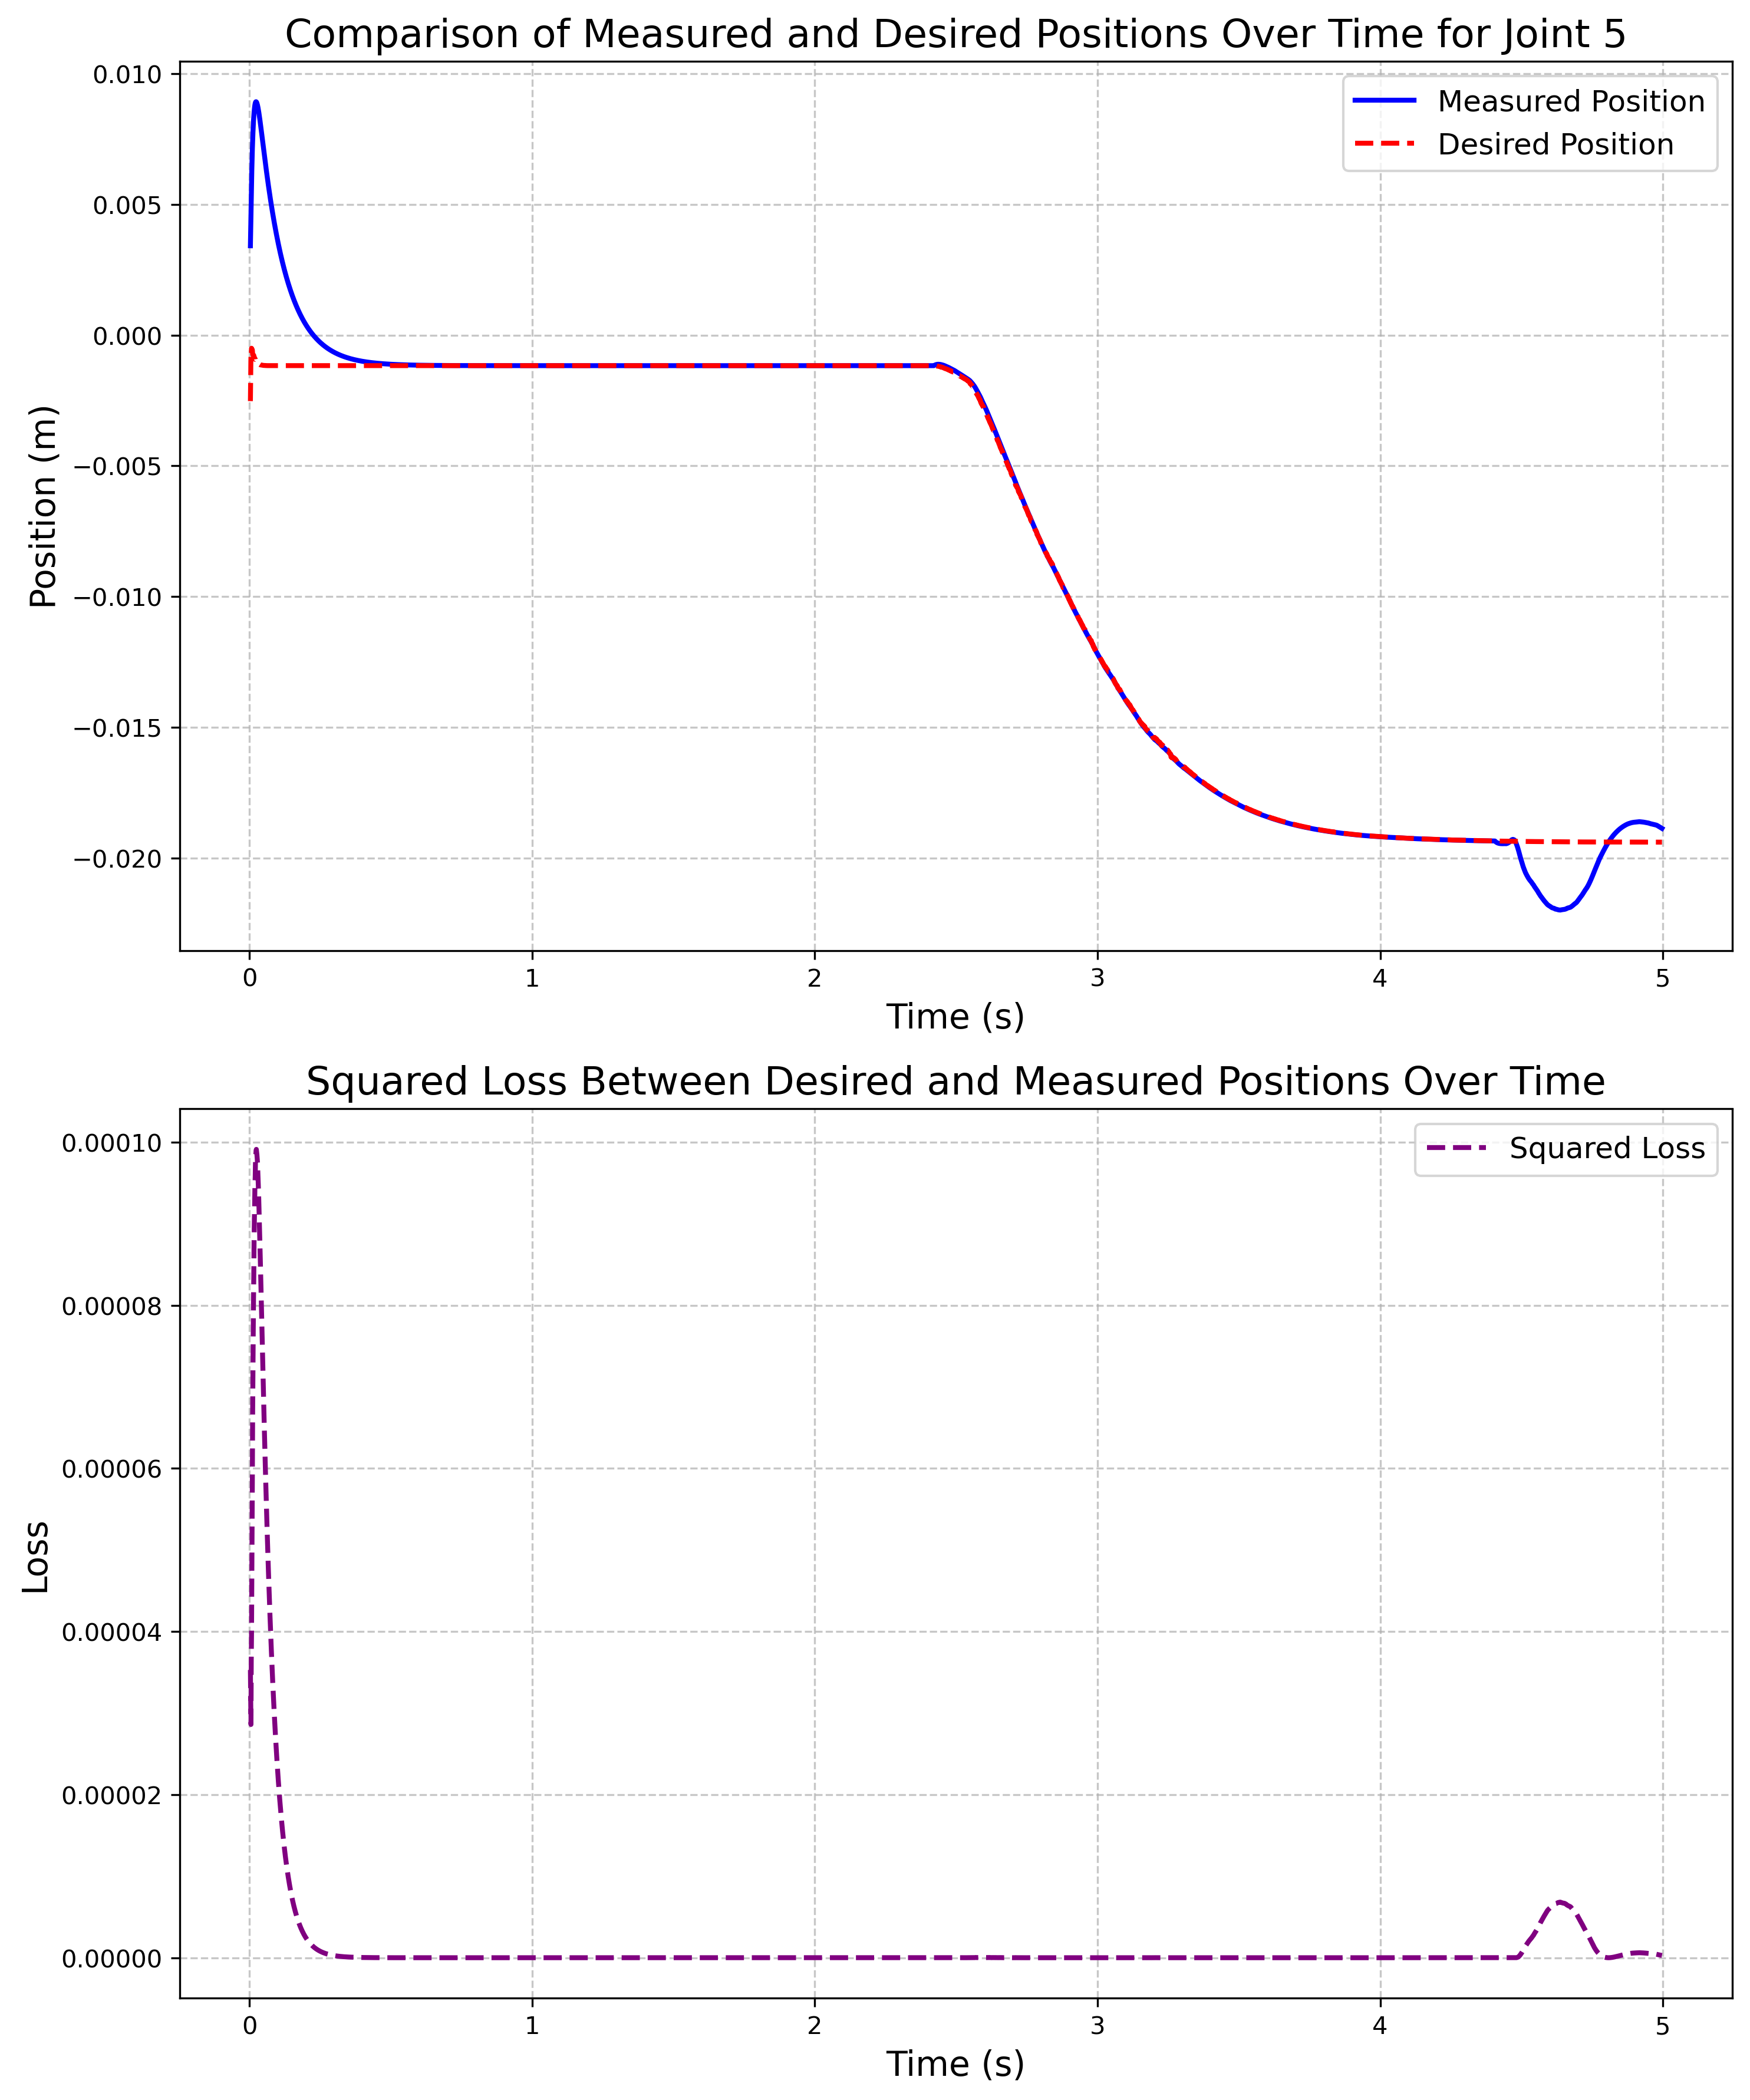 Comparison of Measured and Desired Positions Over Time for Joint 5
0.010
0.005
0.000
−0.005
−0.010
−0.015
−0.020
Position (m)
Measured Position
Desired Position
0 1 2 3 4 5
Time (s)
Squared Loss Between Desired and Measured Positions Over Time
0.00010
0.00008
0.00006
0.00004
0.00002
0.00000
Loss
Squared Loss
0 1 2 3 4 5
Time (s)